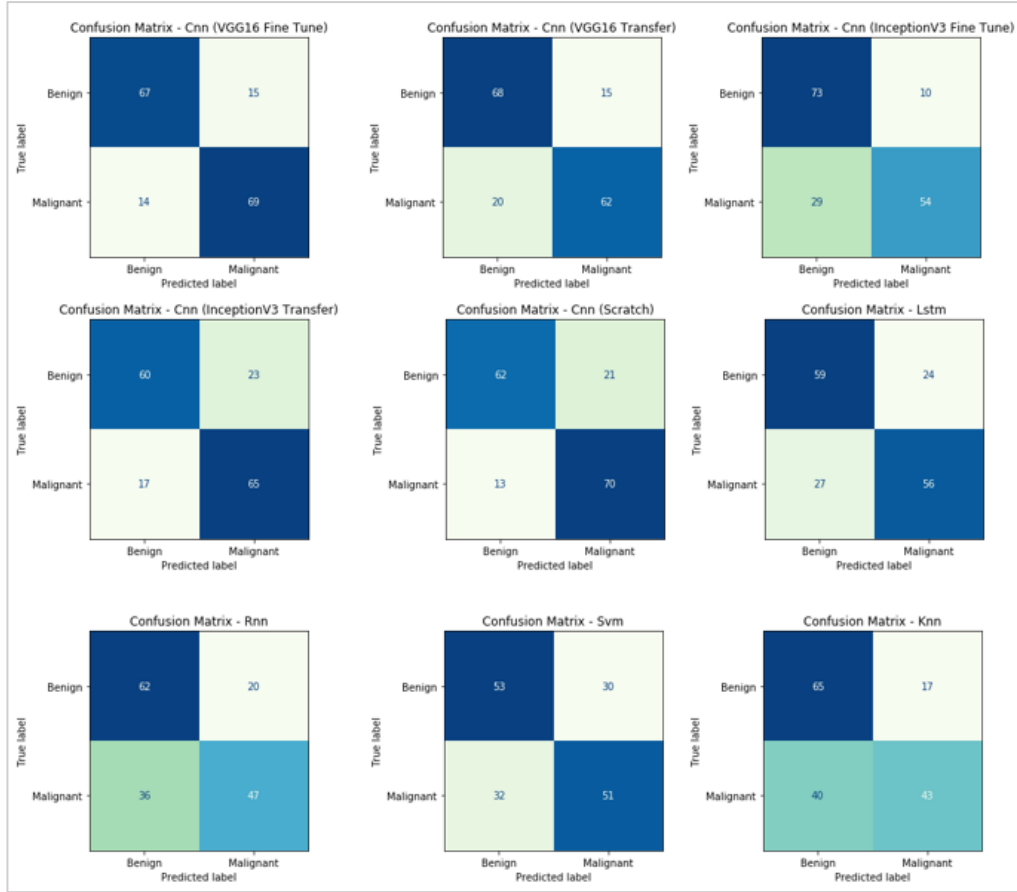 Confusion Matrix - Cnn (VGG16 Fine Tune)
Benign
67
15
True label
Malignant
14
69
Benign
Malignant
Predicted label
Confusion Matrix - Cnn (VGG16 Transfer)
Benign
68
15
True label
Malignant
20
62
Benign
Malignant
Predicted label
Confusion Matrix - Cnn (InceptionV3 Fine Tune)
Benign
73
10
True label
Malignant
29
54
Benign
Malignant
Predicted label
Confusion Matrix - Cnn (InceptionV3 Transfer)
Benign
60
23
True label
Malignant
17
65
Benign
Malignant
Predicted label
Confusion Matrix - Cnn (Scratch)
Benign
62
21
True label
Malignant
13
70
Benign
Malignant
Predicted label
Confusion Matrix - Lstm
Benign
59
24
True label
Malignant
27
56
Benign
Malignant
Predicted label
Confusion Matrix - Rnn
Benign
62
20
True label
Malignant
36
47
Benign
Malignant
Predicted label
Confusion Matrix - Svm
Benign
53
30
True label
Malignant
32
51
Benign
Malignant
Predicted label
Confusion Matrix - Knn
Benign
65
17
True label
Malignant
40
43
Benign
Malignant
Predicted label